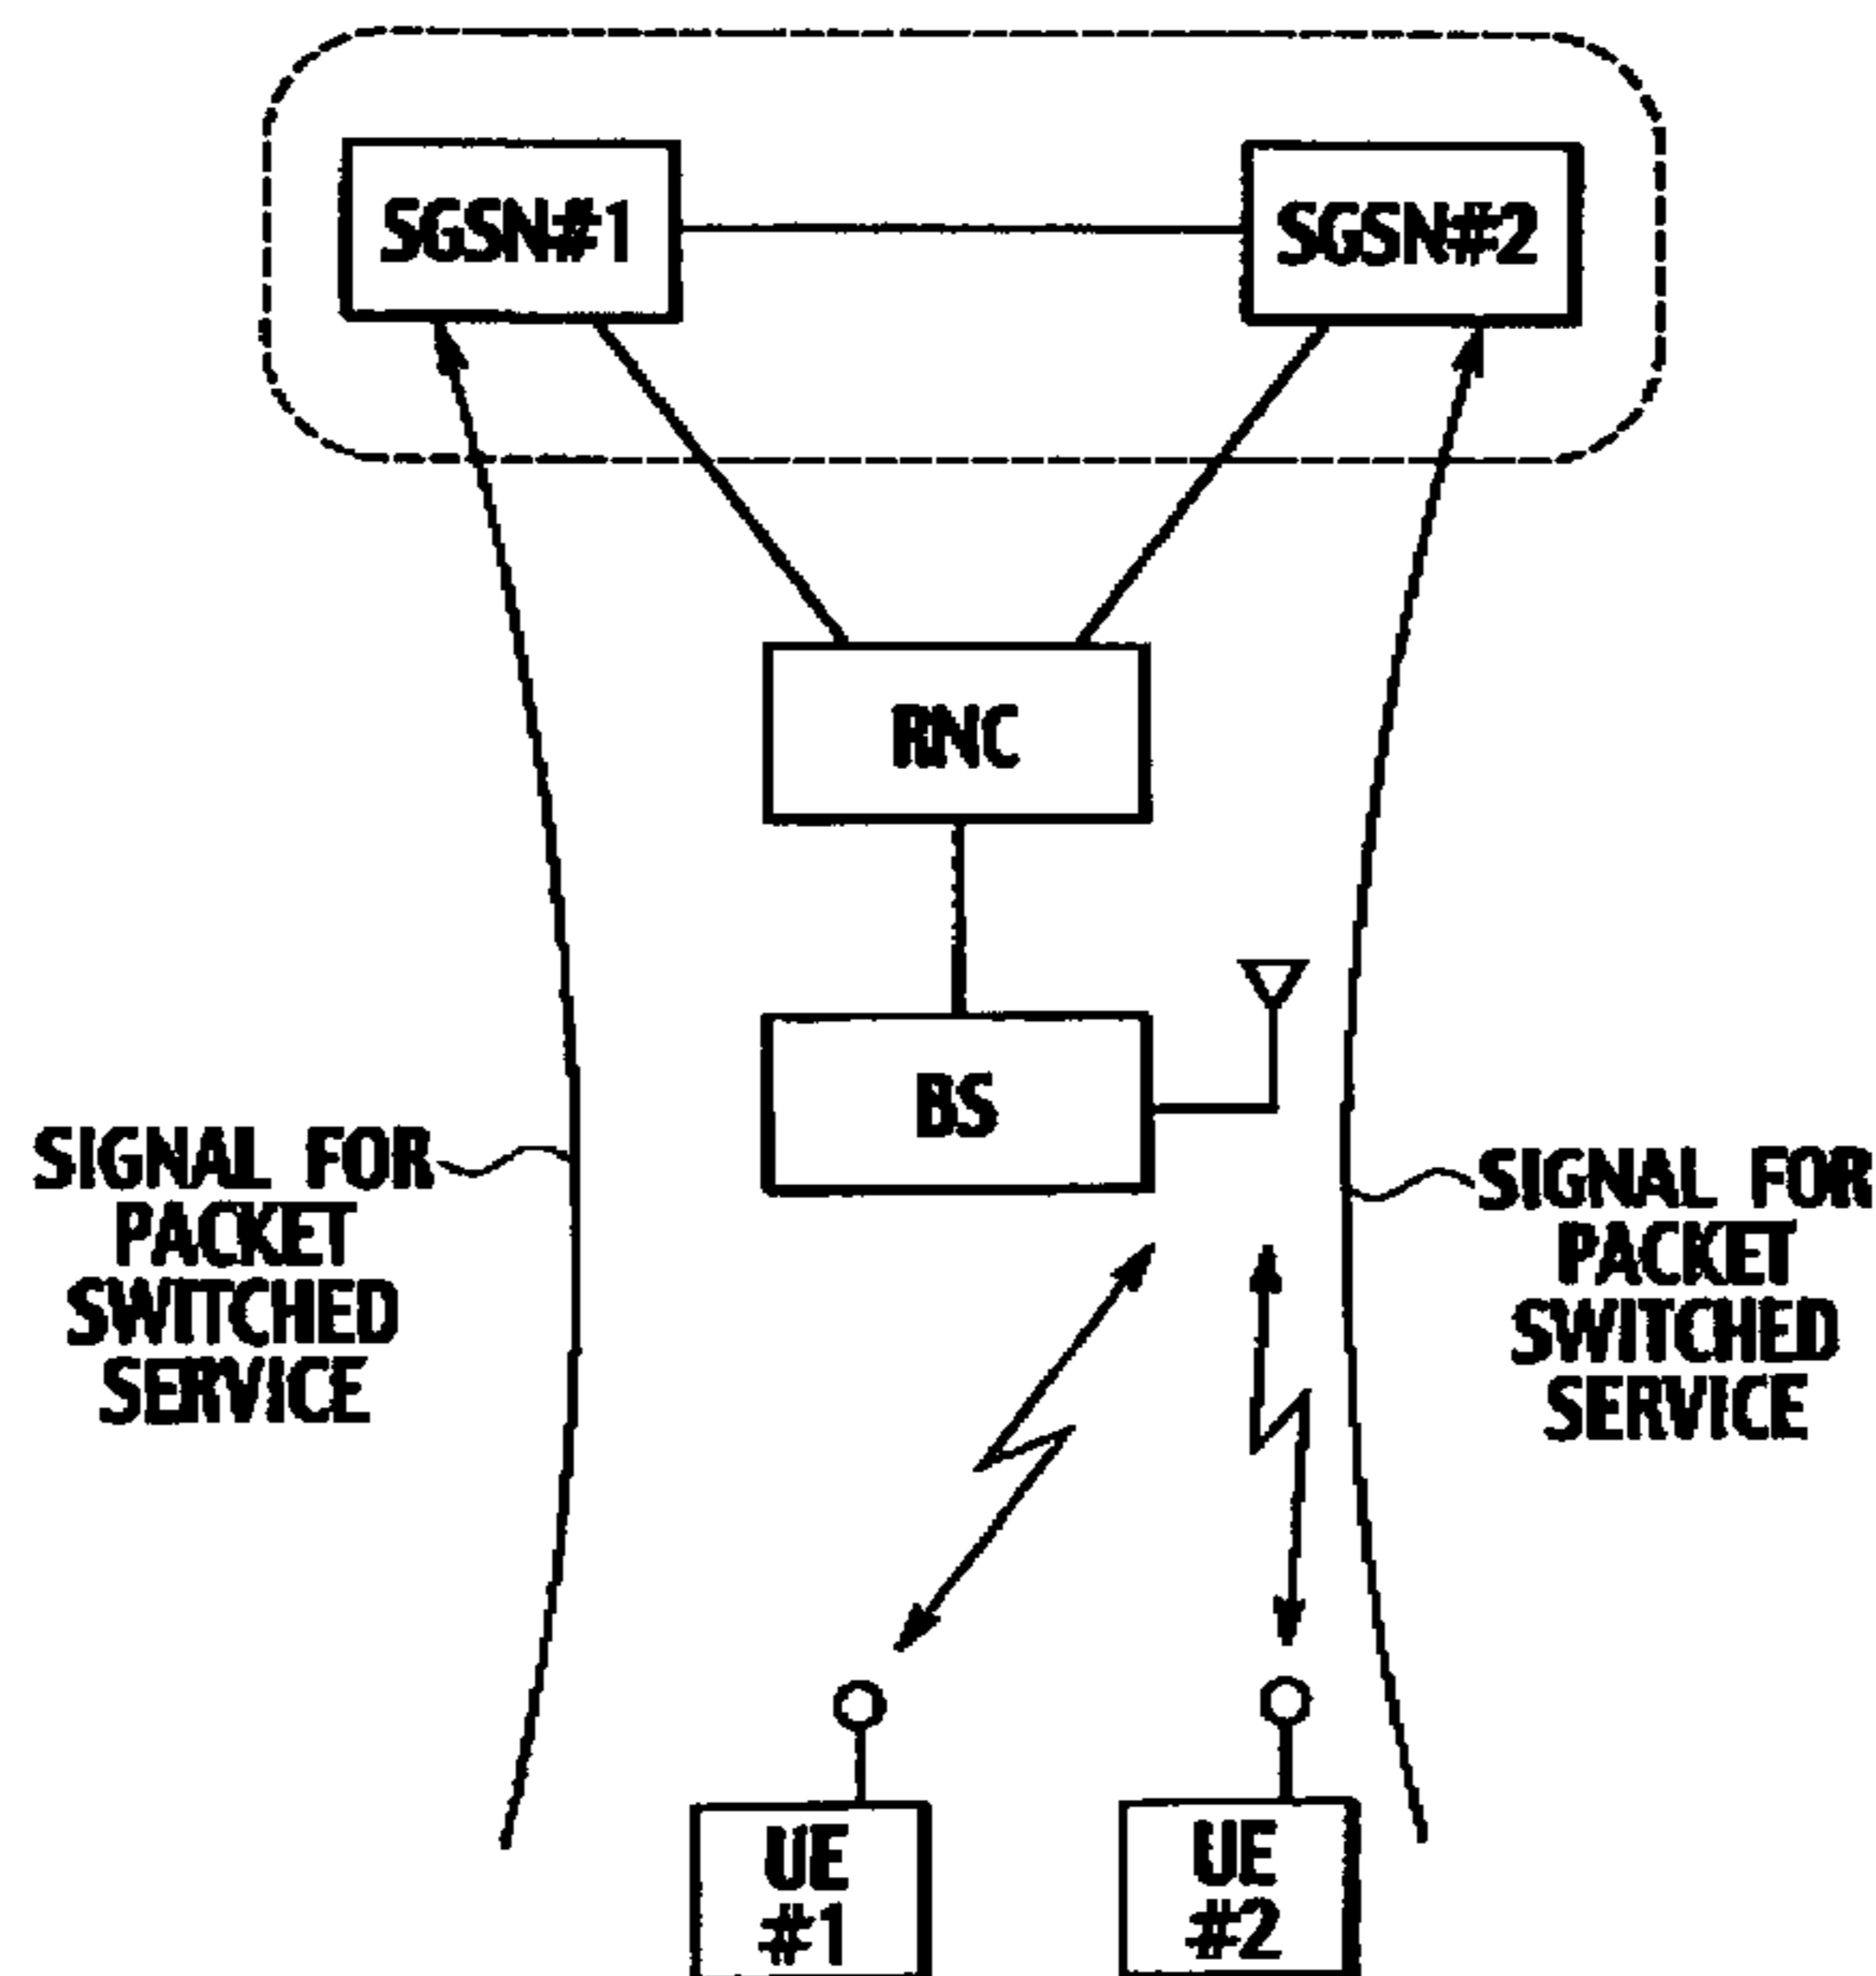 SGSN#1
SGSN#2
RNC
BS
SIGNAL FOR
PACKET
SWITCHED
SERVICE
SIGNAL FOR
PACKET
SWITCHED
SERVICE
UE
#1
UE
#2